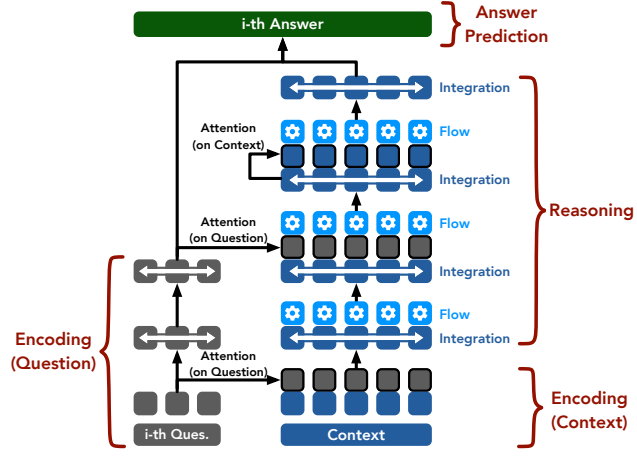 i-th Answer
Answer
Prediction
Integration
Attention
(on Context)
Flow
Integration
Reasoning
Attention
(on Question)
Flow
Integration
Encoding
(Question)
Flow
Integration
Attention
(on Question)
Encoding
(Context)
i-th Ques.
Context